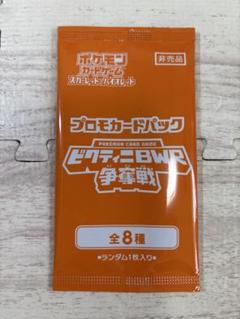 ポケモン
カードゲーム
スカーレット&バイオレット
非売品
プロモカードパック
POKÉMON CARD GAME
ビクティニBWR
争奪戦
全8種
ランダム1枚入り